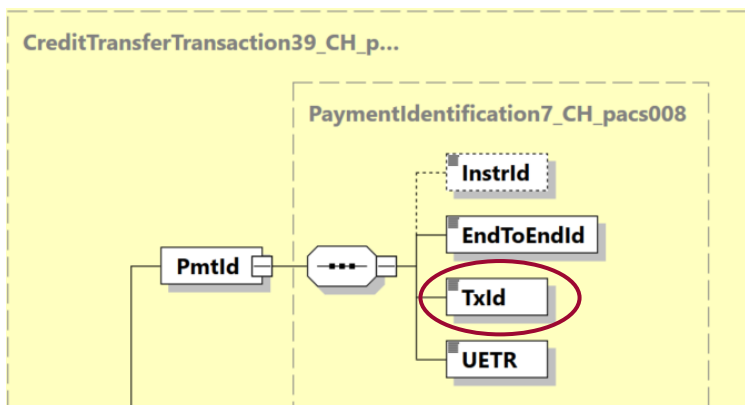 CreditTransferTransaction39_CH_p...
PaymentIdentification7_CH_pacs008
InstrId
EndToEndId
PmtId
TxId
UETR